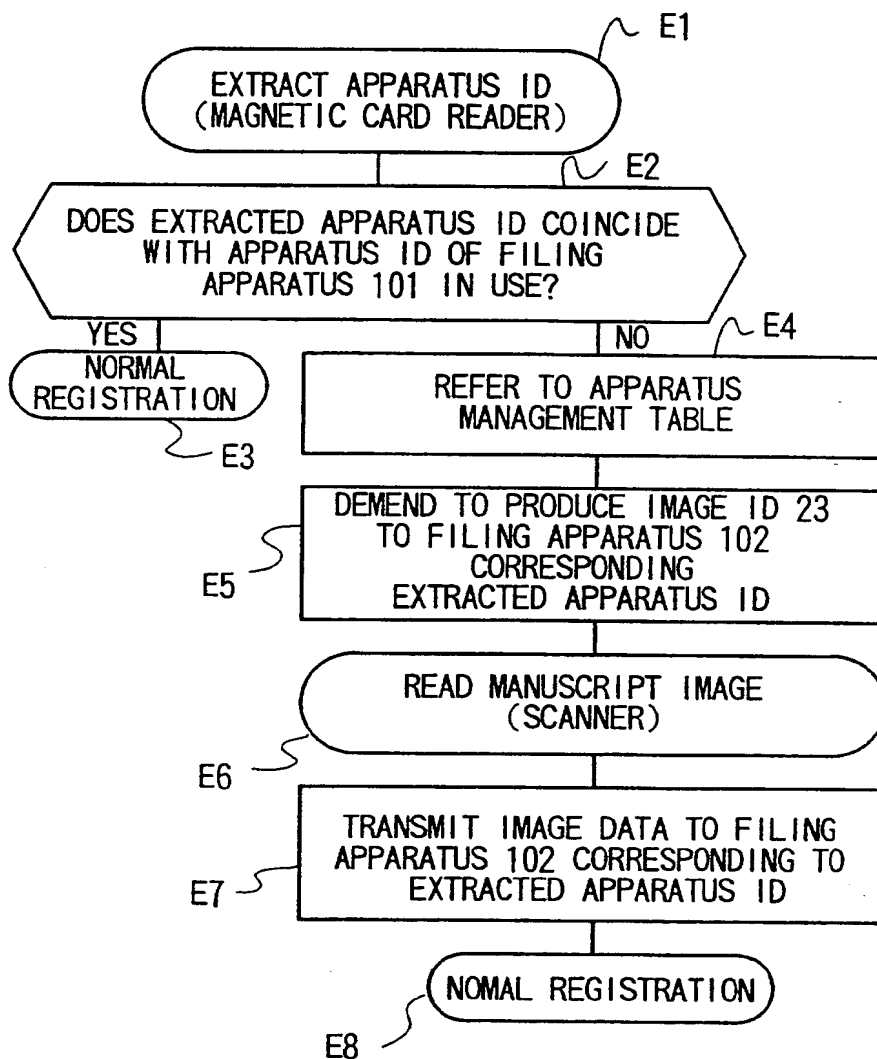 E1
EXTRACT APPARATUS ID
(MAGNETIC CARD READER)
E2
DOES EXTRACTED APPARATUS ID COINCIDE
WITH APPARATUS ID OF FILING
APPARATUS 101 IN USE?
YES
NO
E4
NORMAL
REGISTRATION
E3
REFER TO APPARATUS
MANAGEMENT TABLE
DEMEND TO PRODUCE IMAGE ID 23
TO FILING APPARATUS 102
CORRESPONDING
EXTRACTED APPARATUS ID
E5
READ MANUSCRIPT IMAGE
(SCANNER)
E6
TRANSMIT IMAGE DATA TO FILING
APPARATUS 102 CORRESPONDING TO
EXTRACTED APPARATUS ID
E7
NOMAL REGISTRATION
E8